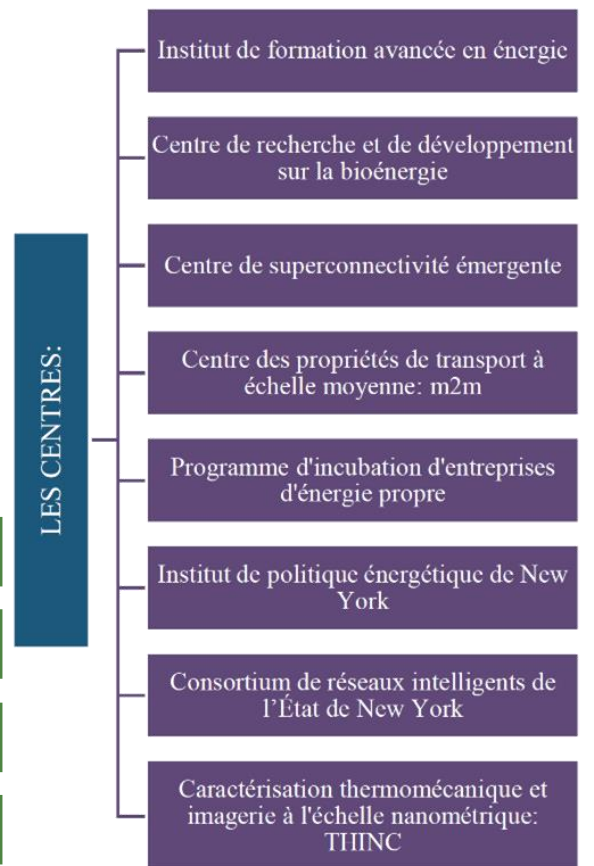 LES CENTRES:
Institut de formation avancée en énergie
Centre de recherche et de développement
sur la bioénergie
Centre de superconnectivité émergente
Centre des propriétés de transport à
échelle moyenne: m2m
Programme d'incubation d'entreprises
d'énergie propre
Institut de politique énergétique de New
York
Consortium de réseaux intelligents de
l’État de New York
Caractérisation thermomécanique et
imagerie à l'échelle nanométrique:
THINC